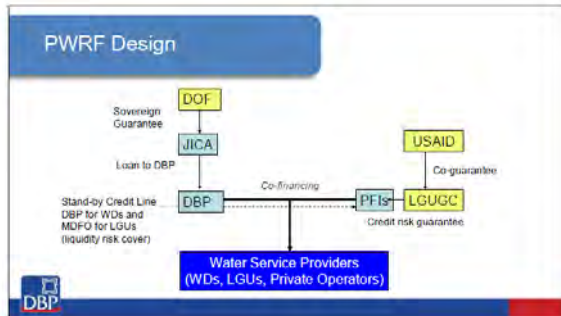 PWRF Design
DOF
Sovereign
Guarantee
JICA
USAID
Loan to DBP
Co-guarantee
Co-financing
Stand-by Credit Line
DBP for WDs and
MDFO for LGUs
(liquidity risk cover)
DBP
PFIs
LGUGC
Credit risk guarantee
Water Service Providers
(WDs, LGUs, Private Operators)
DBP